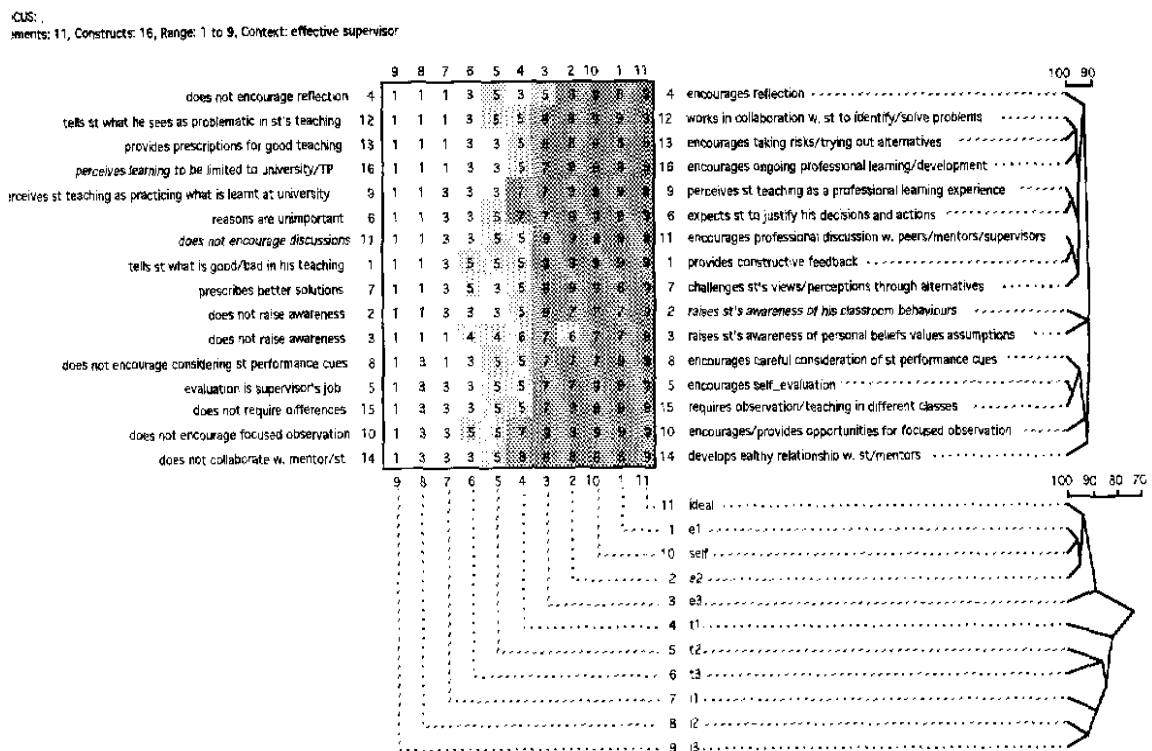 CUS: ,
ments: 11, Constructs: 16, Range: 1 to 9, Context: effective supervisor
9 8 7 6 5 4 3 2 10 1 11
100 90
does not encourage reflection 4 1 1 1 3 5 3 5 4 encourages reflection
tells st what he sees as problematic in st's teaching 12 1 1 1 3 5 5 12 works in collaboration w. st to identify/solve problems
provides prescriptions for good teaching 13 1 1 1 3 3 5 13 encourages taking risks/trying out alternatives
perceives learning to be limited to university/TP 16 1 1 1 3 3 5 16 encourages ongoing professional learning/development
erceives st teaching as practicing what is learnt at university 9 1 1 3 3 3 9 perceives st teaching as a professional learning experience
reasons are unimportant 6 1 1 3 3 5 7 7 6 expects st to justify his decisions and actions
does not encourage discussions 11 1 1 3 3 5 5 11 encourages professional discussion w. peers/mentors/supervisors
tells st what is good/bad in his teaching 1 1 1 3 5 5 5 1 provides constructive feedback
prescribes better solutions 7 1 1 3 5 3 5 7 challenges st's views/perceptions through alternatives
does not raise awareness 2 1 1 3 3 3 5 2 raises st's awareness of his classroom behaviours
does not raise awareness 3 1 1 1 4 4 6 7 6 7 7 3 raises st's awareness of personal beliefs values assumptions
does not encourage considering st performance cues 8 1 3 1 3 5 5 7 7 7 8 encourages careful consideration of st performance cues
evaluation is supervisor's job 5 1 3 3 3 5 5 7 7 5 encourages self_evaluation
does not require differences 15 1 3 3 3 5 5 7 15 requires observation/teaching in different classes
does not encourage focused observation 10 1 3 3 5 5 7 10 encourages/provides opportunities for focused observation
does not collaborate w. mentor/st 14 1 3 3 3 5 14 develops ealthy relationship w. st/mentors
9 8 7 6 5 4 3 2 10 1 11
100 90 80 70
11 ideal
1 e1
10 self
2 e2
3 e3
4 t1
5 t2
6 t3
7 i1
8 i2
9 i3